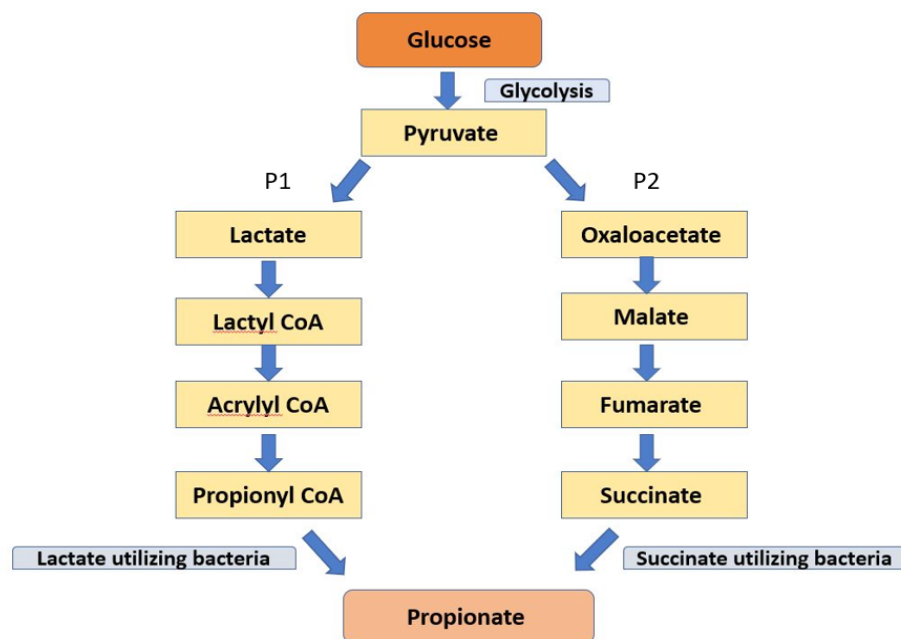 Glucose
Glycolysis
Pyruvate
P1
P2
Lactate
Oxaloacetate
Lactyl CoA
Malate
Acrylyl CoA
Fumarate
Propionyl CoA
Succinate
Lactate utilizing bacteria
Succinate utilizing bacteria
Propionate